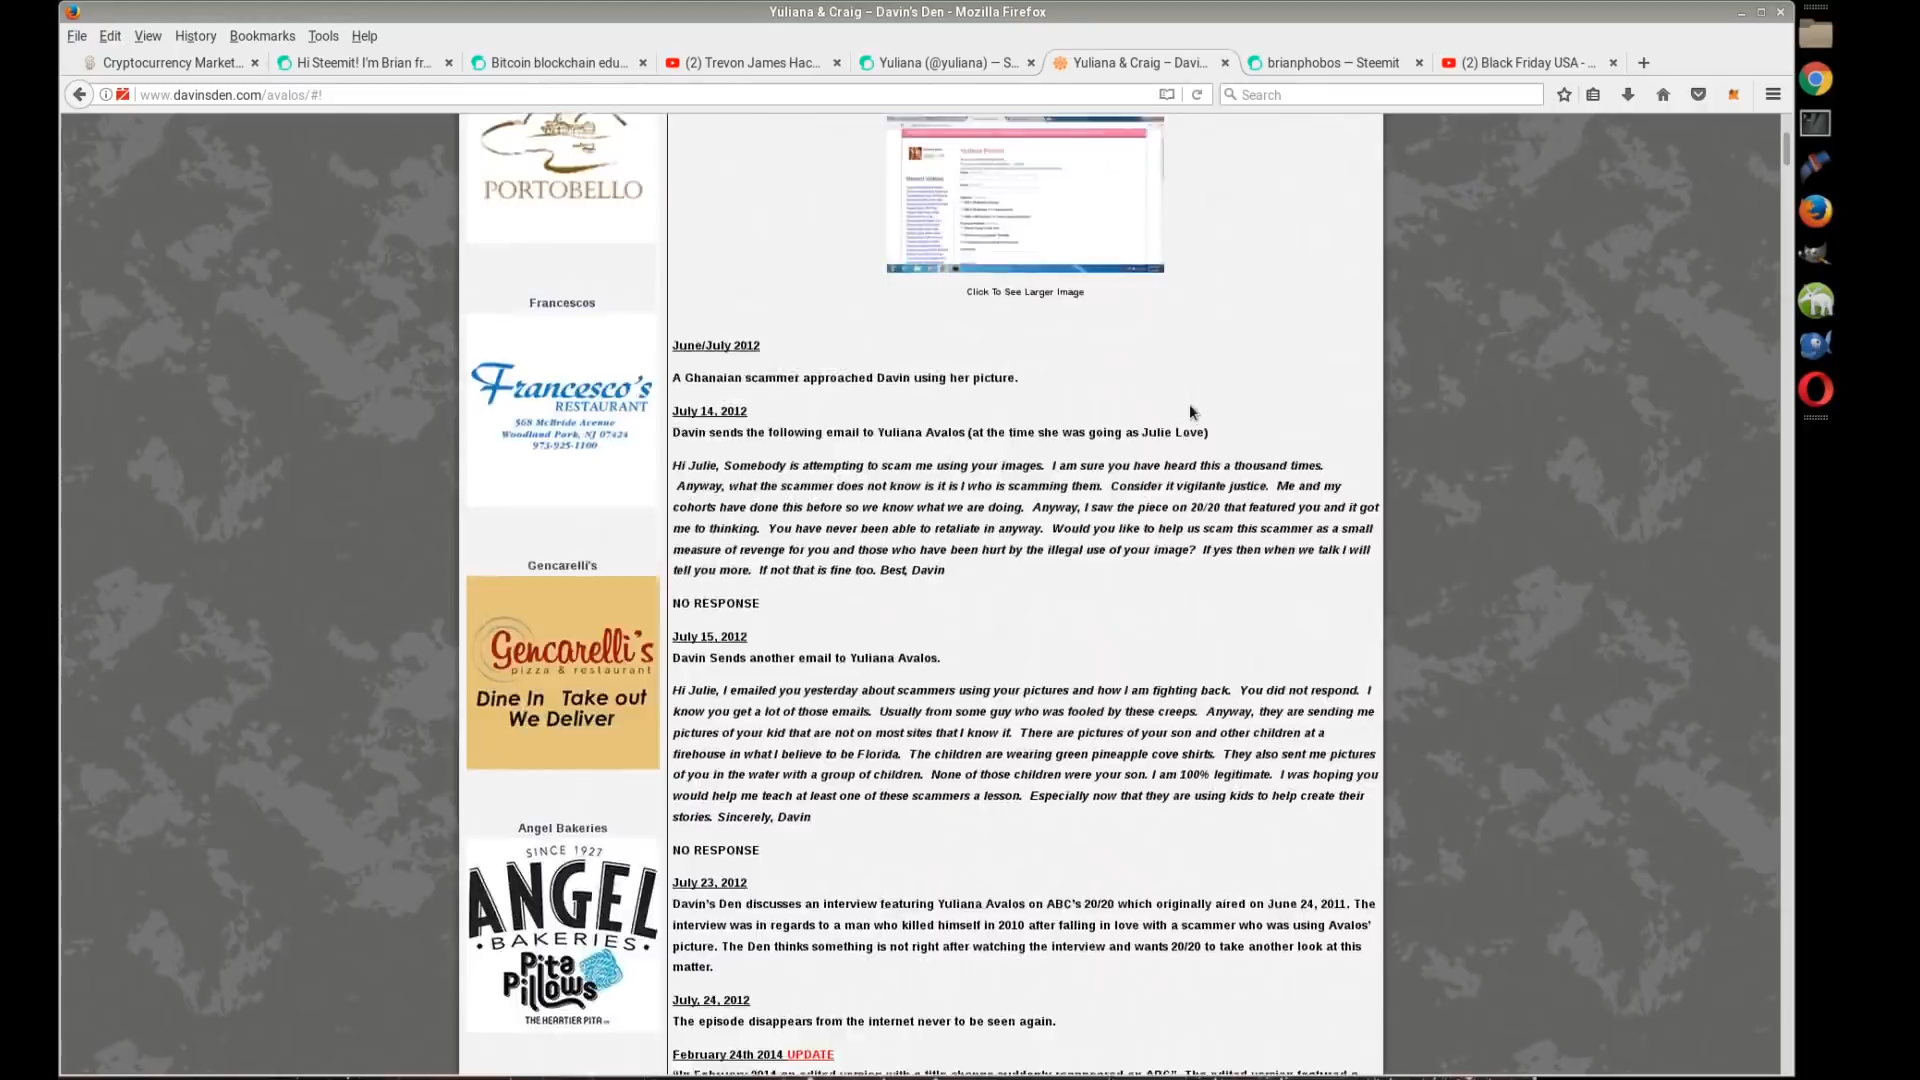 Yuliana & Craig – Davin's Den - Mozilla Firefox
File Edit View History Bookmarks Tools Help
Cryptocurrency Market... Hi Steemit! I'm Brian fr... Bitcoin blockchain edu... (2) Trevon James Hac... Yuliana (@yuliana) — S... Yuliana & Craig – Davi... brianphobos — Steemit (2) Black Friday USA - ...
www.davinsden.com/avalos/#! Search
PORTOBELLO
Click To See Larger Image
Francescos
Francesco's
RESTAURANT
568 McBride Avenue
Woodland Park, NJ 07424
973-925-1100
Gencarelli's
Gencarelli's
pizza & restaurant
Dine In Take out
We Deliver
Angel Bakeries
SINCE 1927
ANGEL
BAKERIES
Pita
Pillows
THE HEARTIER PITA
June/July 2012
A Ghanaian scammer approached Davin using her picture.
July 14, 2012
Davin sends the following email to Yuliana Avalos (at the time she was going as Julie Love)
Hi Julie, Somebody is attempting to scam me using your images. I am sure you have heard this a thousand times.
Anyway, what the scammer does not know is it is I who is scamming them. Consider it vigilante justice. Me and my
cohorts have done this before so we know what we are doing. Anyway, I saw the piece on 20/20 that featured you and it got
me to thinking. You have never been able to retaliate in anyway. Would you like to help us scam this scammer as a small
measure of revenge for you and those who have been hurt by the illegal use of your image? If yes then when we talk I will
tell you more. If not that is fine too. Best, Davin
NO RESPONSE
July 15, 2012
Davin Sends another email to Yuliana Avalos.
Hi Julie, I emailed you yesterday about scammers using your pictures and how I am fighting back. You did not respond. I
know you get a lot of those emails. Usually from some guy who was fooled by these creeps. Anyway, they are sending me
pictures of your kid that are not on most sites that I know if. There are pictures of your son and other children at a
firehouse in what I believe to be Florida. The children are wearing green pineapple cove shirts. They also sent me pictures
of you in the water with a group of children. None of those children were your son. I am 100% legitimate. I was hoping you
would help me teach at least one of these scammers a lesson. Especially now that they are using kids to help create their
stories. Sincerely, Davin
NO RESPONSE
July 23, 2012
Davin's Den discusses an interview featuring Yuliana Avalos on ABC's 20/20 which originally aired on June 24, 2011. The
interview was in regards to a man who killed himself in 2010 after falling in love with a scammer who was using Avalos'
picture. The Den thinks something is not right after watching the interview and wants 20/20 to take another look at this
matter.
July, 24, 2012
The episode disappears from the internet never to be seen again.
February 24th 2014 UPDATE